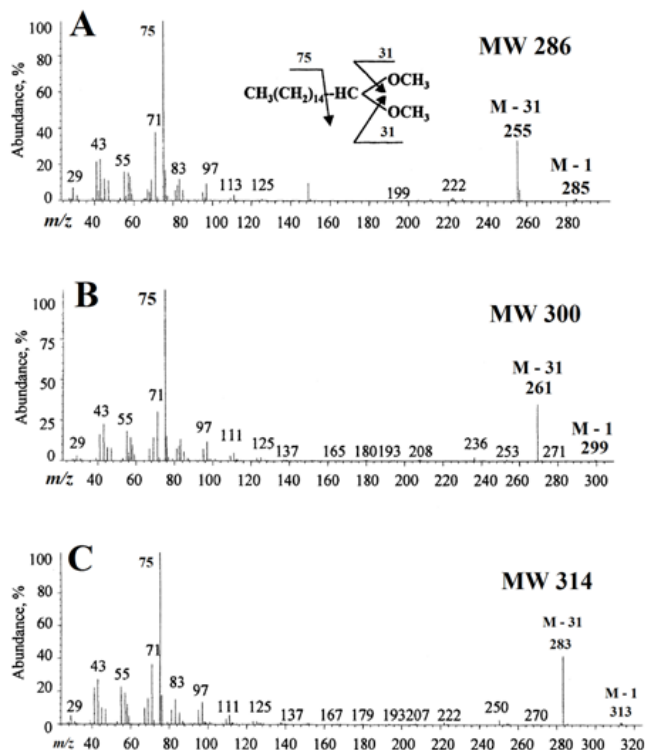 A
MW 286
Abundance, %
100
80
60
40
20
0
75
75
31
CH₃(CH₂)₁₄–HC
OCH₃
OCH₃
31
M - 31
255
M - 1
285
29
43
55
71
83
97
113
125
199
222
m/z
40 60 80 100 120 140 160 180 200 220 240 260 280
B
MW 300
Abundance, %
100
75
50
25
0
75
M - 31
261
M - 1
299
29
43
55
71
97
111
125
137
165
180
193
208
236
253
271
m/z
40 60 80 100 120 140 160 180 200 220 240 260 280 300
C
MW 314
Abundance, %
100
80
60
40
20
0
75
M - 31
283
M - 1
313
29
43
55
71
83
97
111
125
137
167
179
193
207
222
250
270
m/z
40 60 80 100 120 140 160 180 200 220 240 260 280 300 320